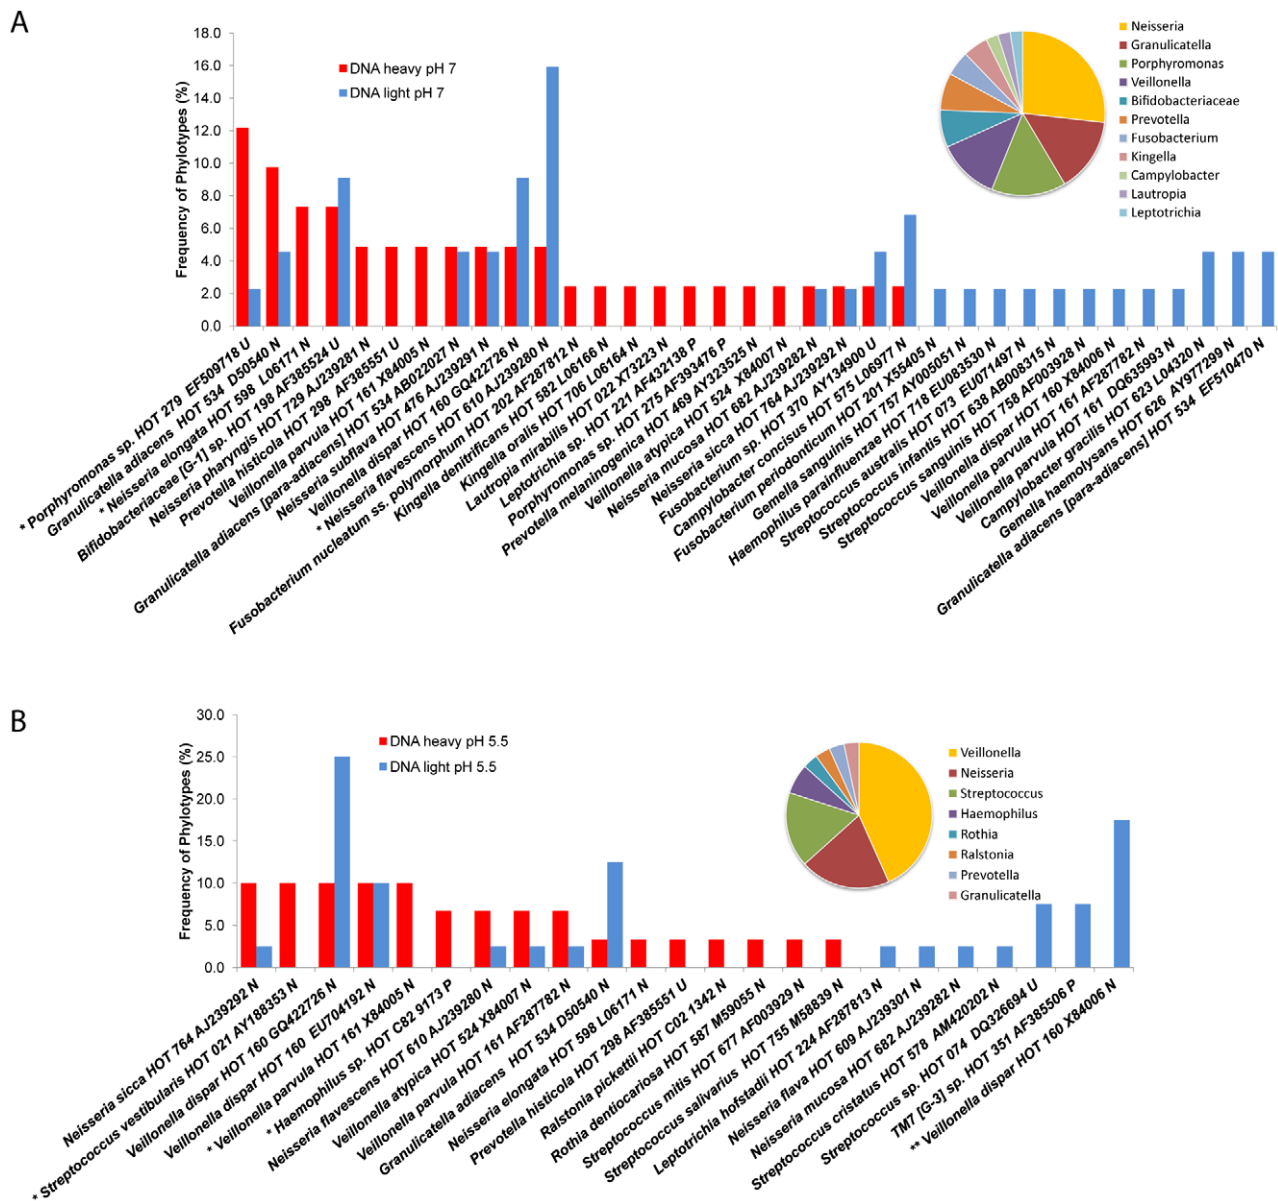 A
18.0
16.0
14.0
12.0
10.0
8.0
6.0
4.0
2.0
0.0
Frequency of Phylotypes (%)
DNA heavy pH 7
DNA light pH 7
Neisseria
Granulicatella
Porphyromonas
Veillonella
Bifidobacteriaceae
Prevotella
Fusobacterium
Kingella
Campylobacter
Lautropia
Leptotrichia
* Porphyromonas sp. HOT 279 EF509718 U
Granulicatella adiacens HOT 534 D50540 N
* Neisseria elongata HOT 598 L06171 N
Bifidobacteriaceae [G-1] sp. HOT 198 AF385524 U
Neisseria pharyngis HOT 729 AJ239281 N
Prevotella histicola HOT 298 AF385551 U
Veillonella parvula HOT 161 X84005 N
Granulicatella adiacens [para-adiacens] HOT 534 AB022027 N
Neisseria subflava HOT 476 AJ239291 N
Veillonella dispar HOT 160 GQ422726 N
* Neisseria flavescens HOT 610 AJ239280 N
Fusobacterium nucleatum ss. polymorphum HOT 202 AF287812 N
Kingella denitrificans HOT 582 L06166 N
Kingella oralis HOT 706 L06164 N
Lautropia mirabilis HOT 022 X73223 N
Leptotrichia sp. HOT 221 AF432138 P
Porphyromonas sp. HOT 275 AF393476 P
Prevotella melaninogenica HOT 469 AY323525 N
Veillonella atypica HOT 524 X84007 N
Neisseria mucosa HOT 682 AJ239282 N
Neisseria sicca HOT 764 AJ239292 N
Fusobacterium sp. HOT 370 AY134900 U
Campylobacter concisus HOT 575 L06977 N
Fusobacterium periodonticum HOT 201 X55405 N
Gemella sanguinis HOT 757 AY005051 N
Haemophilus parainfluenzae HOT 718 EU083530 N
Streptococcus australis HOT 073 EU071497 N
Streptococcus infantis HOT 638 AB008315 N
Streptococcus sanguinis HOT 758 AF003928 N
Veillonella dispar HOT 160 X84006 N
Veillonella parvula HOT 161 AF287782 N
Veillonella parvula HOT 161 DQ635993 N
Campylobacter gracilis HOT 623 L04320 N
Gemella haemolysans HOT 626 AY977299 N
Granulicatella adiacens [para-adiacens] HOT 534 EF510470 N
B
30.0
25.0
20.0
15.0
10.0
5.0
0.0
Frequency of Phylotypes (%)
DNA heavy pH 5.5
DNA light pH 5.5
Veillonella
Neisseria
Streptococcus
Haemophilus
Rothia
Ralstonia
Prevotella
Granulicatella
Neisseria sicca HOT 764 AJ239292 N
* Streptococcus vestibularis HOT 021 AY188353 N
Veillonella dispar HOT 160 GQ422726 N
Veillonella dispar HOT 160 EU704192 N
* Veillonella parvula HOT 161 X84005 N
* Haemophilus sp. HOT C82 9173 P
Neisseria flavescens HOT 610 AJ239280 N
Veillonella atypica HOT 524 X84007 N
Veillonella parvula HOT 161 AF287782 N
Granulicatella adiacens HOT 534 D50540 N
Neisseria elongata HOT 598 L06171 N
Prevotella histicola HOT 298 AF385551 U
Ralstonia pickettii HOT C02 1342 N
Rothia dentocariosa HOT 587 M59055 N
Streptococcus mitis HOT 677 AF003929 N
Streptococcus salivarius HOT 755 M58839 N
Leptotrichia hofstadii HOT 224 AF287813 N
Neisseria flava HOT 609 AJ239301 N
Neisseria mucosa HOT 682 AJ239282 N
Streptococcus cristatus HOT 578 AM420202 N
Streptococcus sp. HOT 074 DQ326694 U
TM7 [G-3] sp. HOT 351 AF385506 P
** Veillonella dispar HOT 160 X84006 N